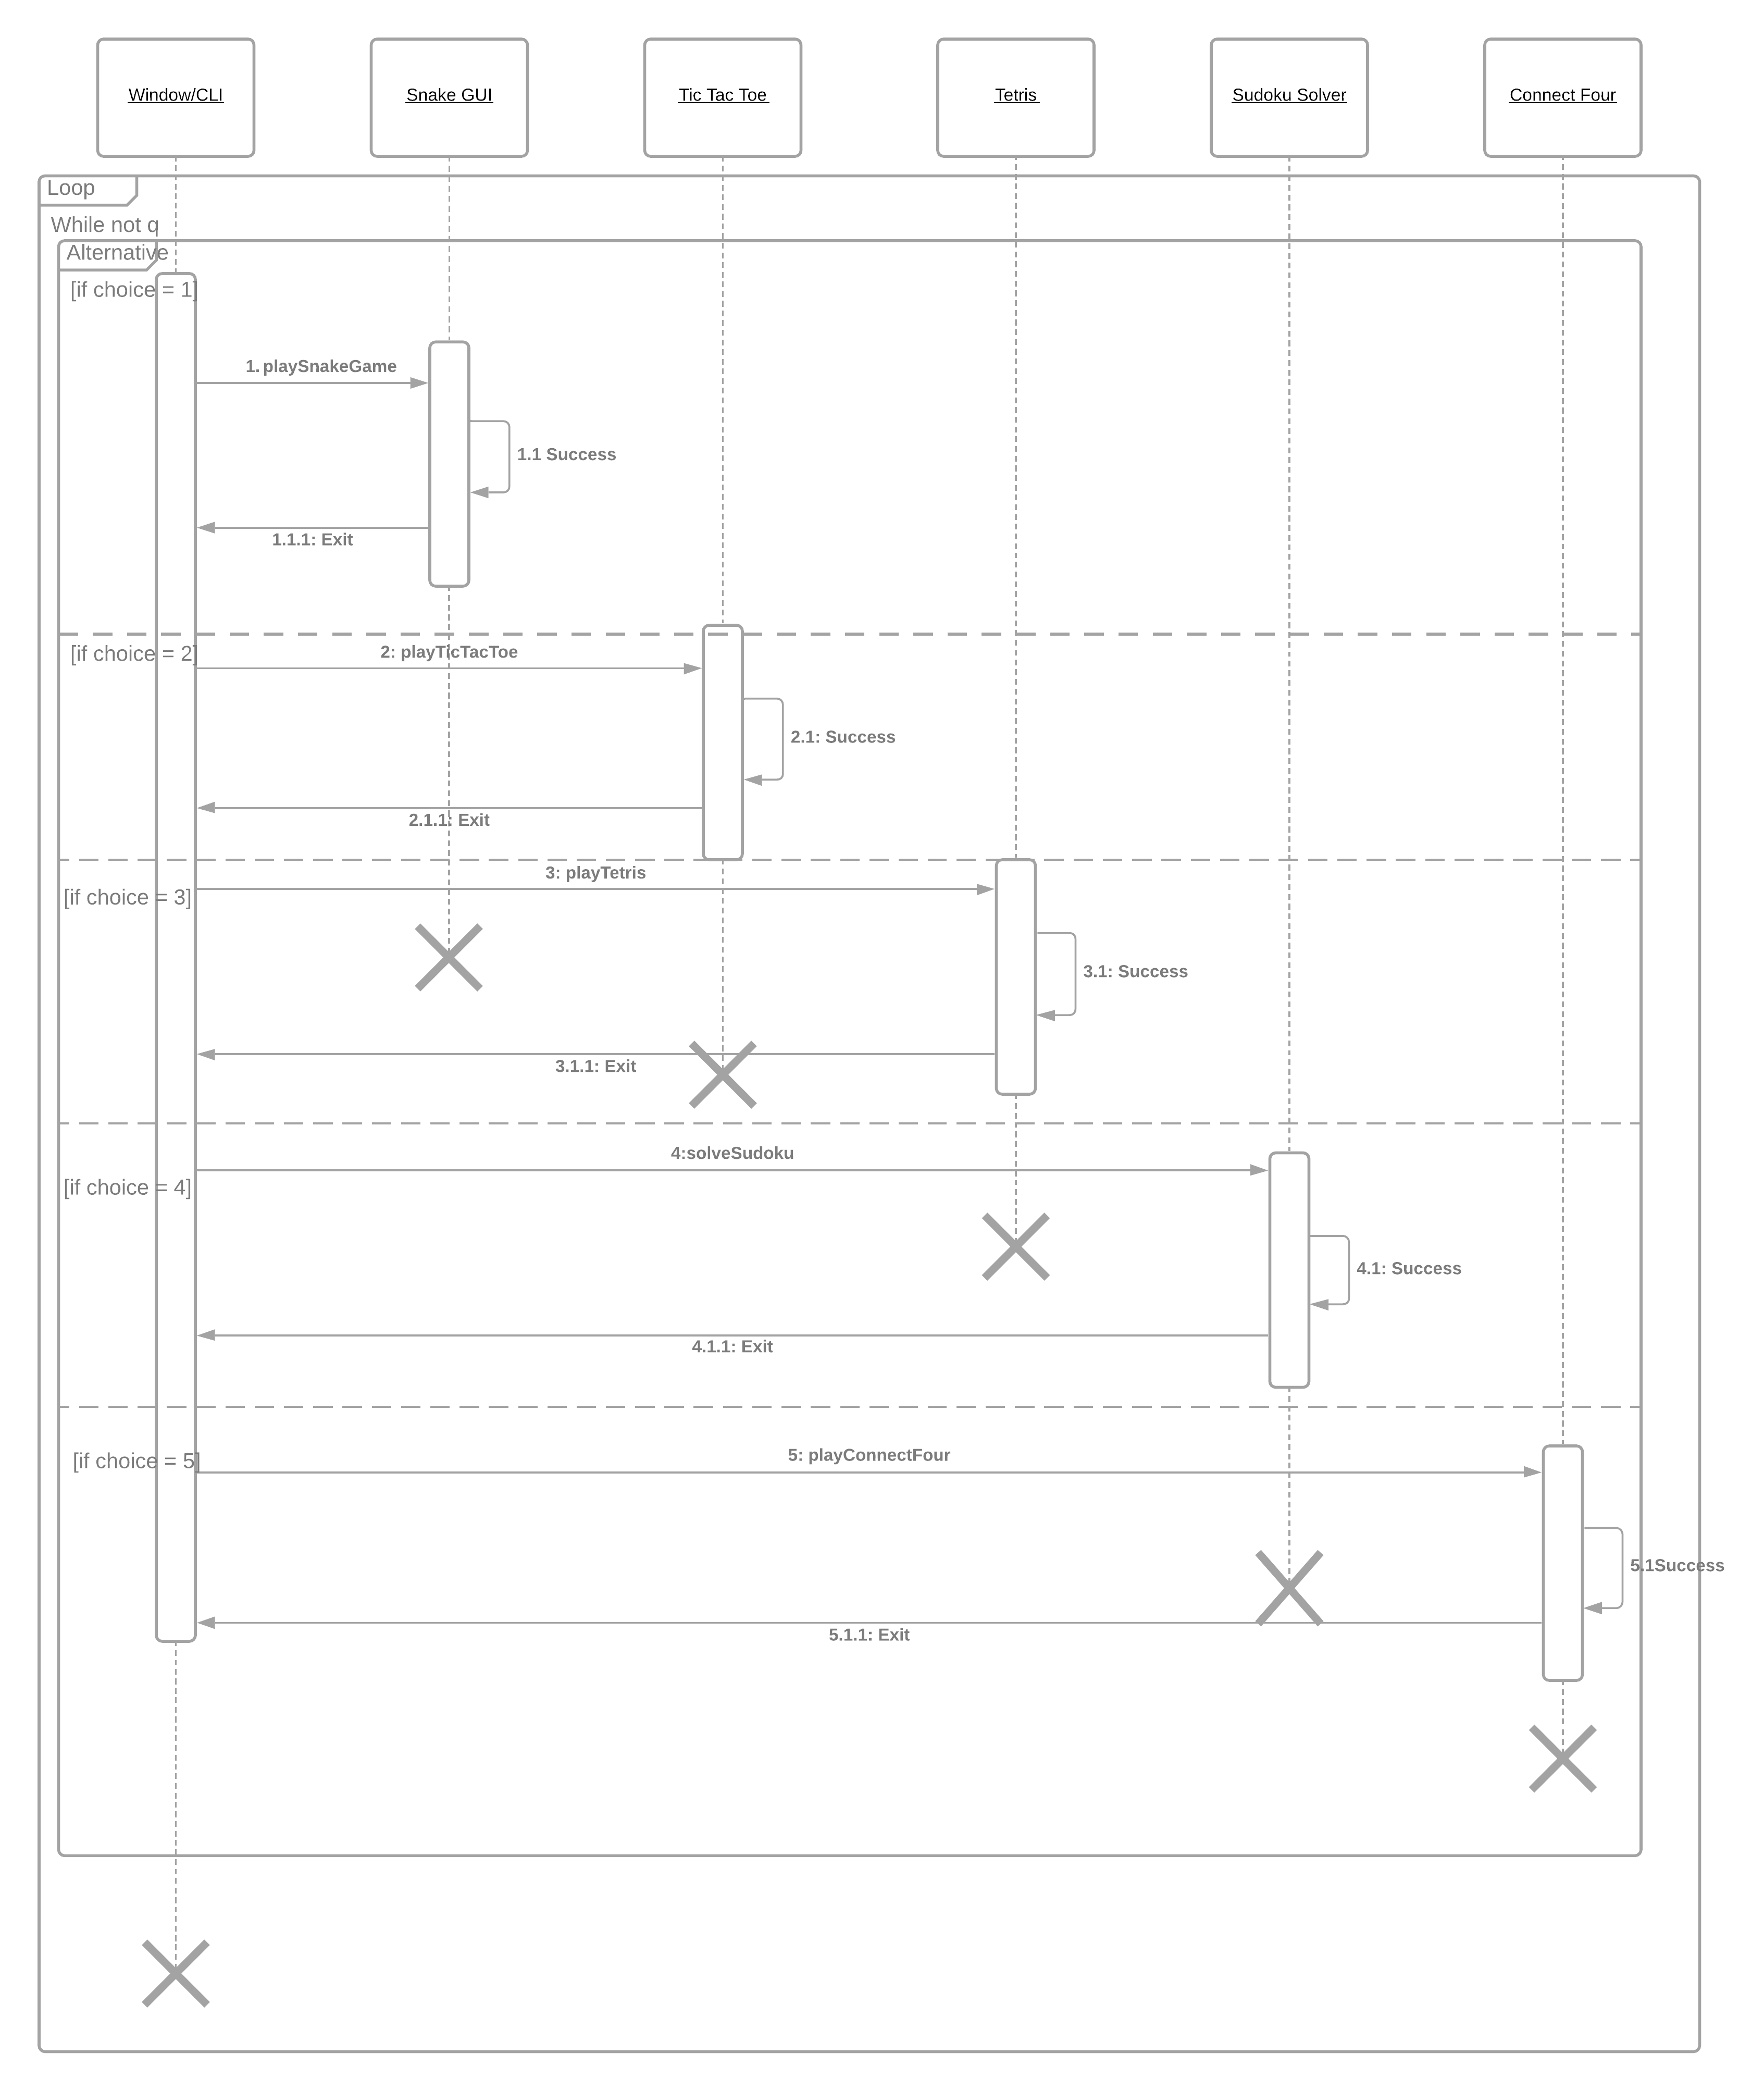 Window/CLI
Snake GUI
Tic Tac Toe
Tetris
Sudoku Solver
Connect Four
Loop
While not q
Alternative
[if choice = 1]
1. playSnakeGame
1.1 Success
1.1.1: Exit
[if choice = 2]
2: playTicTacToe
2.1: Success
2.1.1: Exit
[if choice = 3]
3: playTetris
3.1: Success
3.1.1: Exit
[if choice = 4]
4:solveSudoku
4.1: Success
4.1.1: Exit
[if choice = 5]
5: playConnectFour
5.1Success
5.1.1: Exit